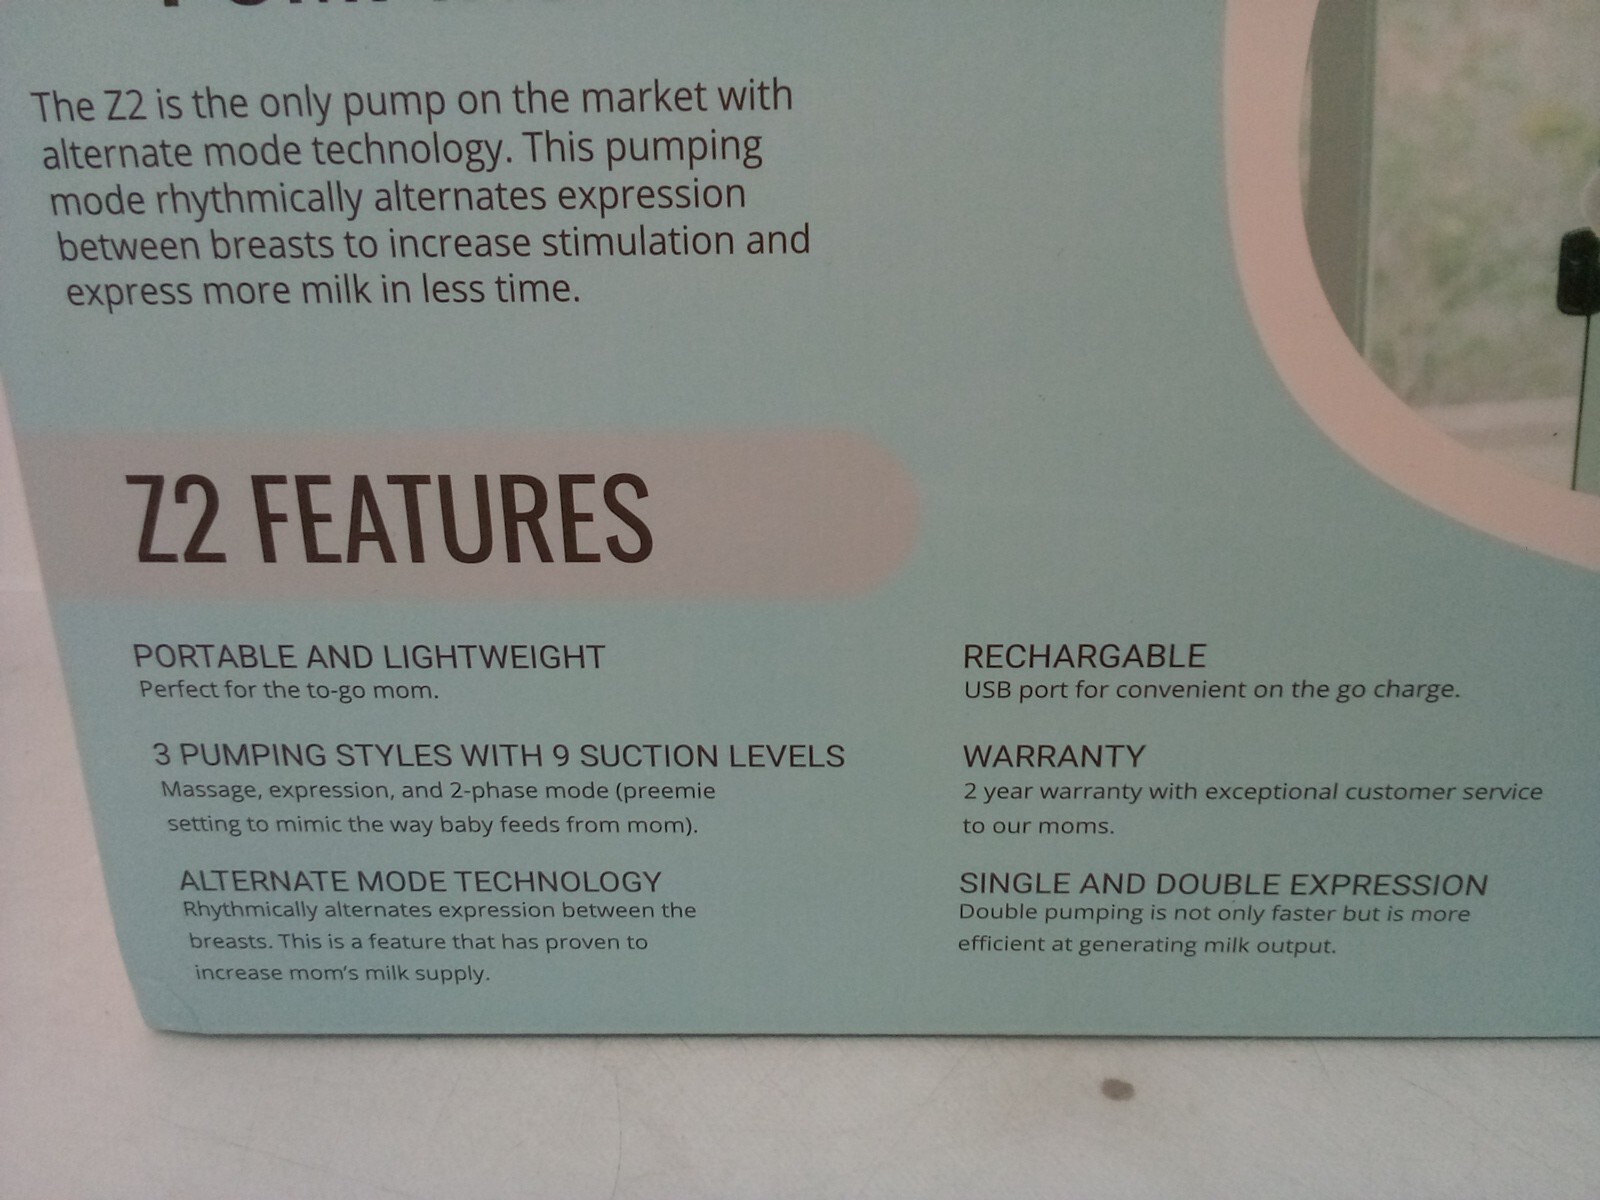 The Z2 is the only pump on the market with
alternate mode technology. This pumping
mode rhythmically alternates expression
between breasts to increase stimulation and
express more milk in less time.
Z2 FEATURES
PORTABLE AND LIGHTWEIGHT
Perfect for the to-go mom.
3 PUMPING STYLES WITH 9 SUCTION LEVELS
Massage, expression, and 2-phase mode (preemie
setting to mimic the way baby feeds from mom).
ALTERNATE MODE TECHNOLOGY
Rhythmically alternates expression between the
breasts. This is a feature that has proven to
increase mom's milk supply.
RECHARGABLE
USB port for convenient on the go charge.
WARRANTY
2 year warranty with exceptional customer service
to our moms.
SINGLE AND DOUBLE EXPRESSION
Double pumping is not only faster but is more
efficient at generating milk output.